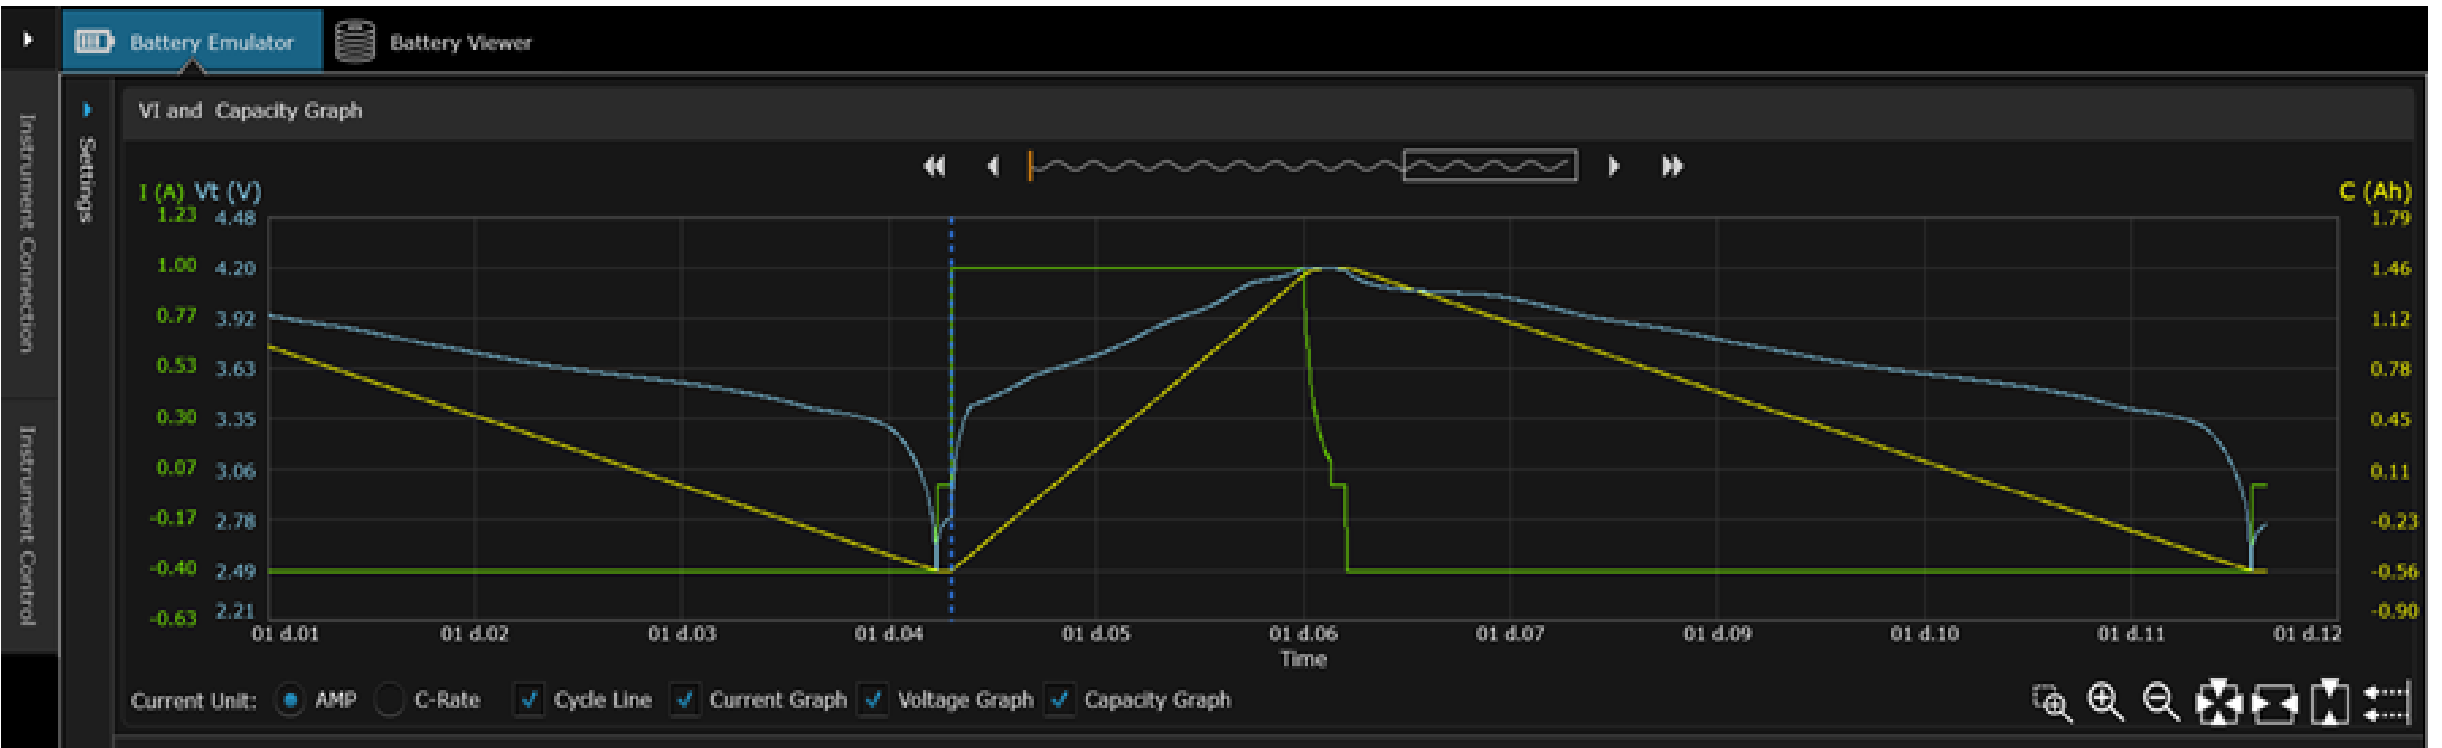 Battery Emulator
Battery Viewer
Instrument Connection
Instrument Control
Settings
VI and Capacity Graph
I (A) Vt (V)
C (Ah)
1.23 4.48 1.79
1.00 4.20 1.46
0.77 3.92 1.12
0.53 3.63 0.78
0.30 3.35 0.45
0.07 3.06 0.11
-0.17 2.78 -0.23
-0.40 2.49 -0.56
-0.63 2.21 -0.90
01 d.01 01 d.02 01 d.03 01 d.04 01 d.05 01 d.06 01 d.07 01 d.09 01 d.10 01 d.11 01 d.12
Time
Current Unit: AMP C-Rate Cycle Line Current Graph Voltage Graph Capacity Graph